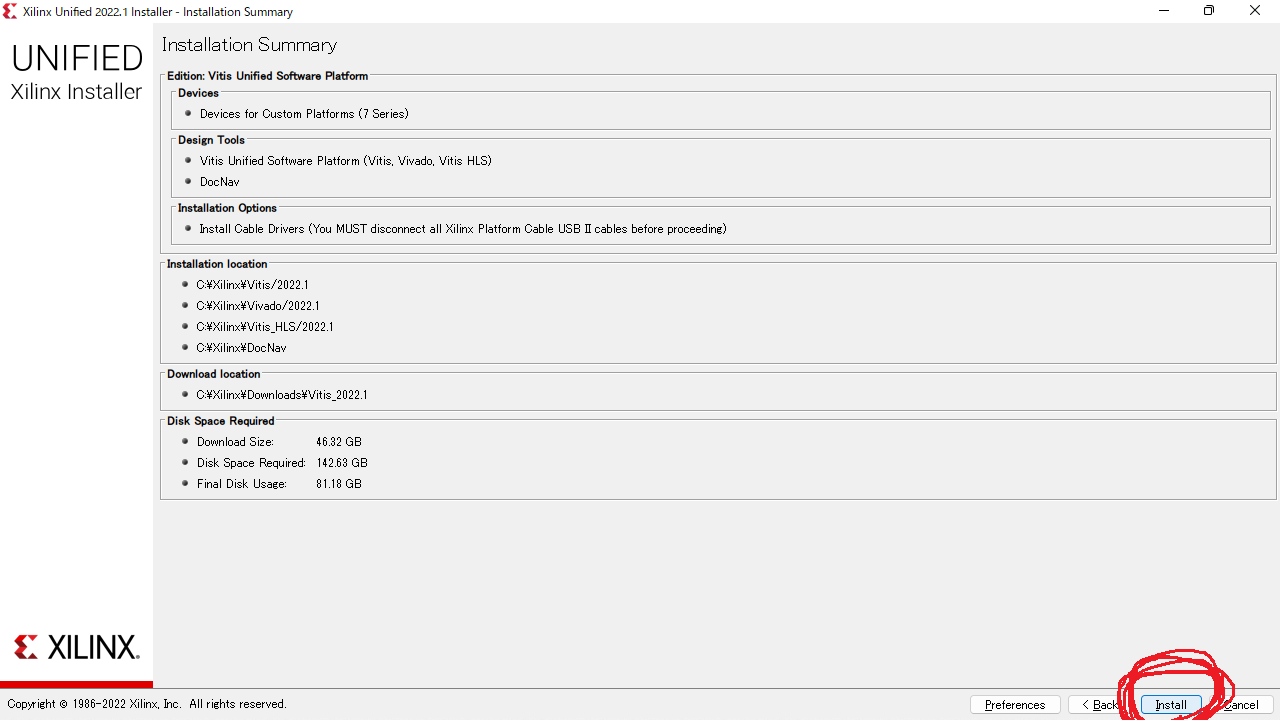 Xilinx Unified 2022.1 Installer - Installation Summary
UNIFIED
Xilinx Installer
Installation Summary
Edition: Vitis Unified Software Platform
Devices
Devices for Custom Platforms (7 Series)
Design Tools
Vitis Unified Software Platform (Vitis, Vivado, Vitis HLS)
DocNav
Installation Options
Install Cable Drivers (You MUST disconnect all Xilinx Platform Cable USB II cables before proceeding)
Installation location
C:¥Xilinx¥Vitis/2022.1
C:¥Xilinx¥Vivado/2022.1
C:¥Xilinx¥Vitis_HLS/2022.1
C:¥Xilinx¥DocNav
Download location
C:¥Xilinx¥Downloads¥Vitis_2022.1
Disk Space Required
Download Size: 46.32 GB
Disk Space Required: 142.63 GB
Final Disk Usage: 81.18 GB
XILINX.
Copyright © 1986-2022 Xilinx, Inc. All rights reserved.
Preferences < Back Install Cancel